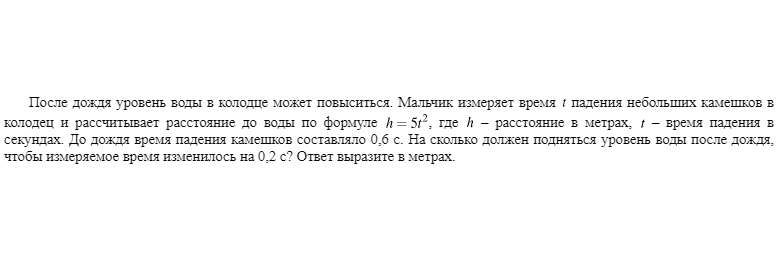 После дождя уровень воды в колодце может повыситься. Мальчик измеряет время t падения небольших камешков в
колодец и рассчитывает расстояние до воды по формуле h = 5t², где h – расстояние в метрах, t – время падения в
секундах. До дождя время падения камешков составляло 0,6 с. На сколько должен подняться уровень воды после дождя,
чтобы измеряемое время изменилось на 0,2 с? Ответ выразите в метрах.